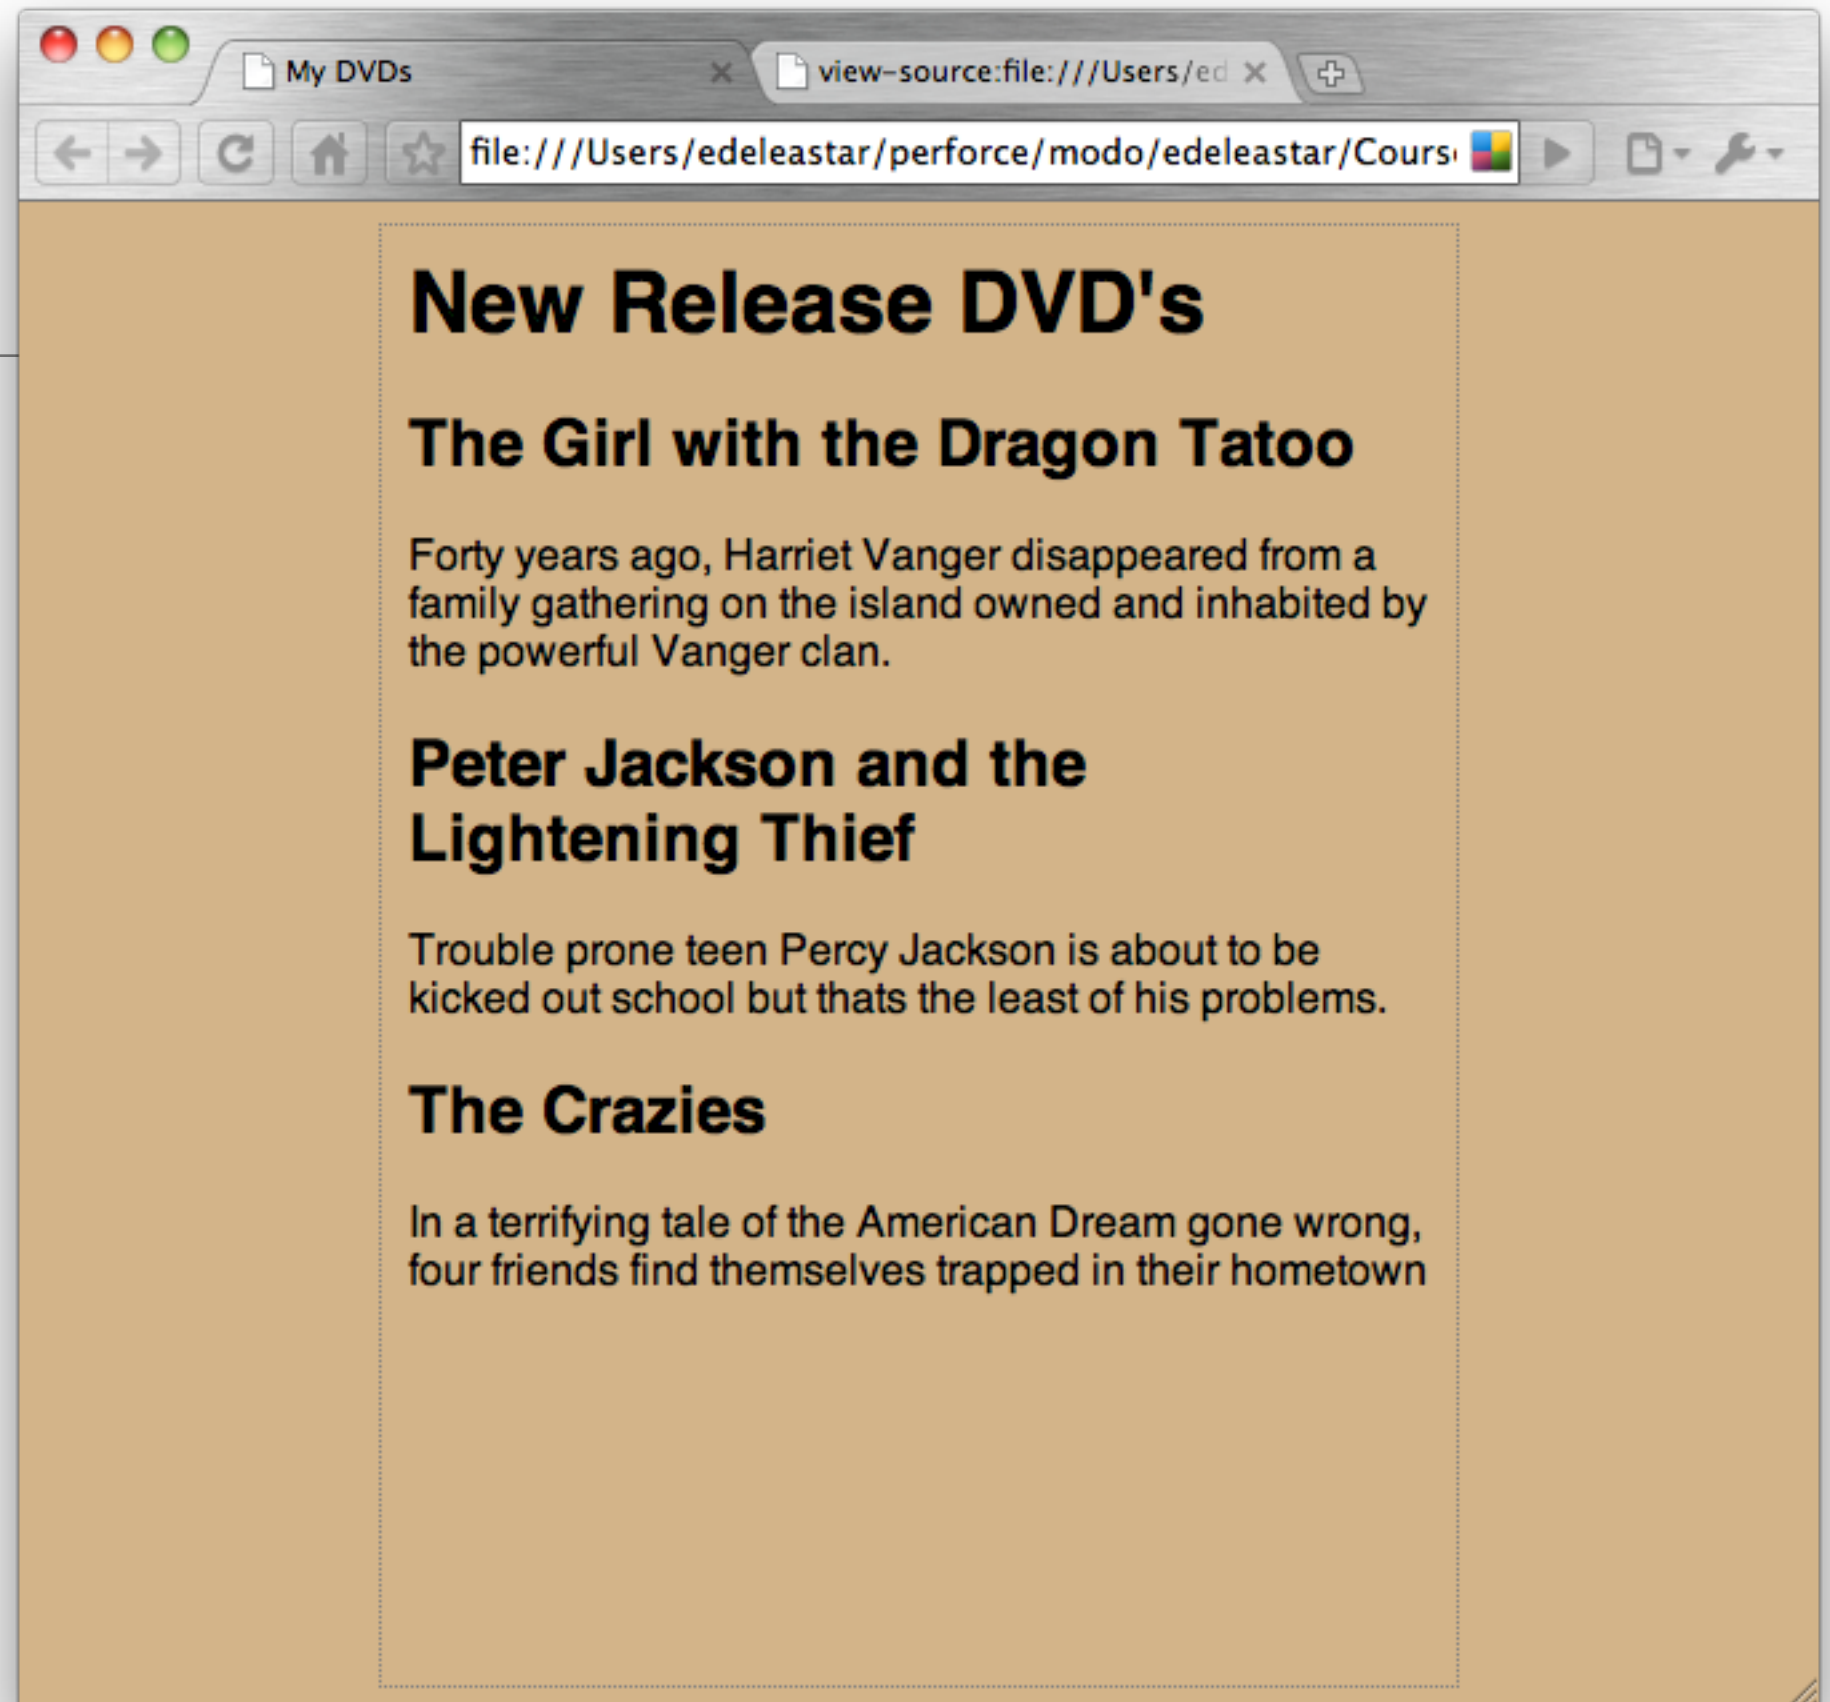 My DVDs
view-source:file:///Users/ed
file:///Users/edeleastar/perforce/modo/edeleastar/Cours
New Release DVD's
The Girl with the Dragon Tatoo
Forty years ago, Harriet Vanger disappeared from a
family gathering on the island owned and inhabited by
the powerful Vanger clan.
Peter Jackson and the
Lightening Thief
Trouble prone teen Percy Jackson is about to be
kicked out school but thats the least of his problems.
The Crazies
In a terrifying tale of the American Dream gone wrong,
four friends find themselves trapped in their hometown